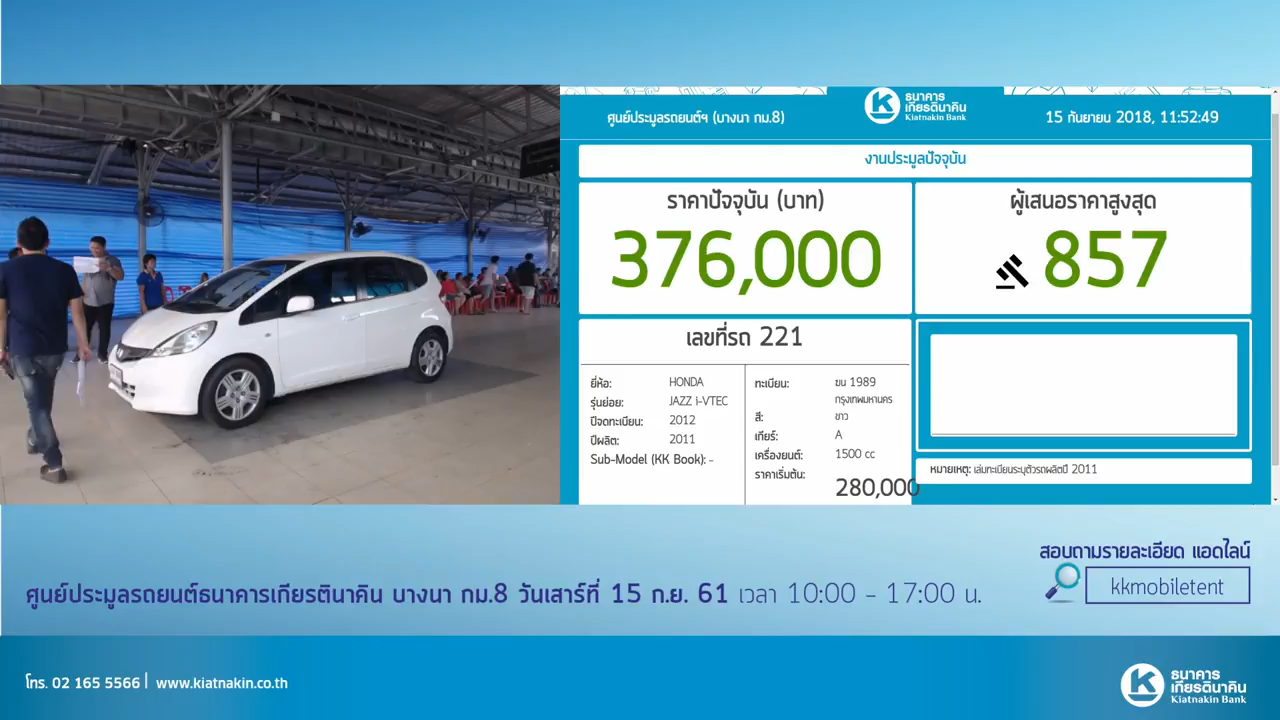 ศูนย์ประมูลรถยนต์ฯ (บางนา กม.8)
ธนาคาร
เกียรตินาคิน
Kiatnakin Bank
15 กันยายน 2018, 11:52:49
งานประมูลปัจจุบัน
ราคาปัจจุบัน (บาท)
376,000
ผู้เสนอราคาสูงสุด
857
เลขที่รถ 221
ยี่ห้อ: HONDA
รุ่นย่อย: JAZZ i-VTEC
ปีจดทะเบียน: 2012
ปีผลิต: 2011
Sub-Model (KK Book): -
ทะเบียน: ฆน 1989
กรุงเทพมหานคร
สี: ขาว
เกียร์: A
เครื่องยนต์: 1500 cc
ราคาเริ่มต้น: 280,000
หมายเหตุ: เล่มทะเบียนระบุตัวรถผลิตปี 2011
สอบถามรายละเอียด แอดไลน์
kkmobiletent
ศูนย์ประมูลรถยนต์ธนาคารเกียรตินาคิน บางนา กม.8 วันเสาร์ที่ 15 ก.ย. 61 เวลา 10:00 - 17:00 น.
โทร. 02 165 5566 | www.kiatnakin.co.th
ธนาคาร
เกียรตินาคิน
Kiatnakin Bank